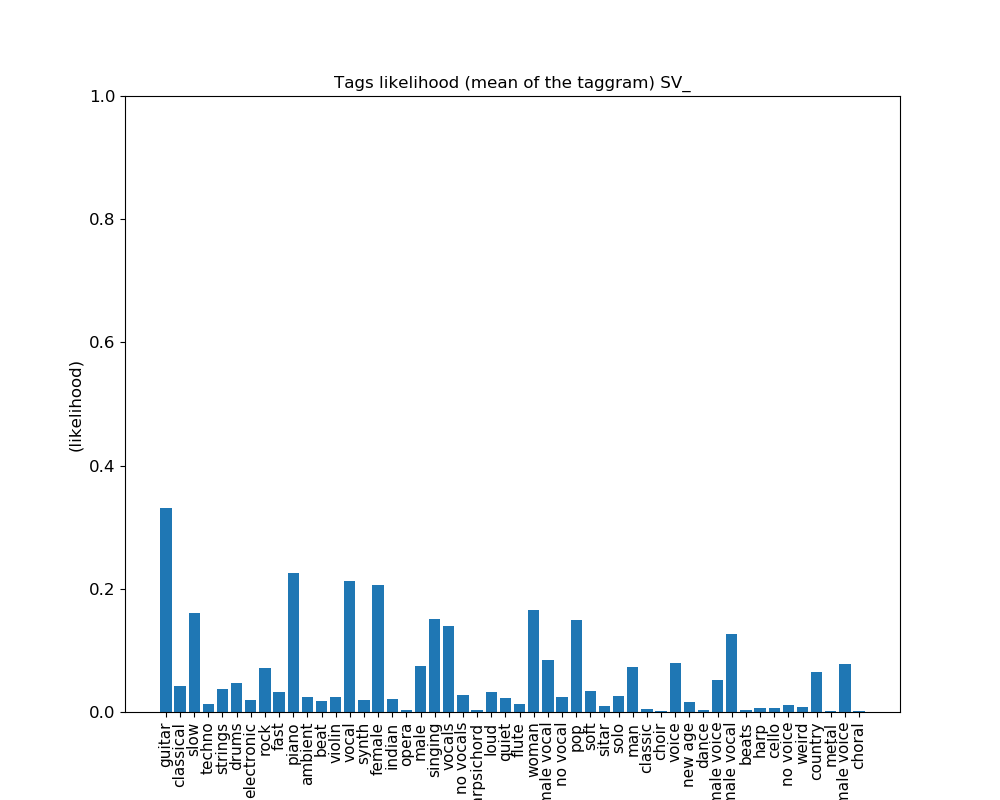 Tags likelihood (mean of the taggram) SV_
1.0
0.8
0.6
0.4
0.2
0.0
(likelihood)
guitar
classical
slow
techno
strings
drums
electronic
rock
fast
piano
ambient
beat
violin
vocal
synth
female
indian
opera
male
singing
vocals
no vocals
arpsichord
loud
quiet
flute
woman
male vocal
no vocal
pop
soft
sitar
solo
man
classic
choir
voice
new age
dance
male voice
male vocal
beats
harp
cello
no voice
weird
country
metal
male voice
choral